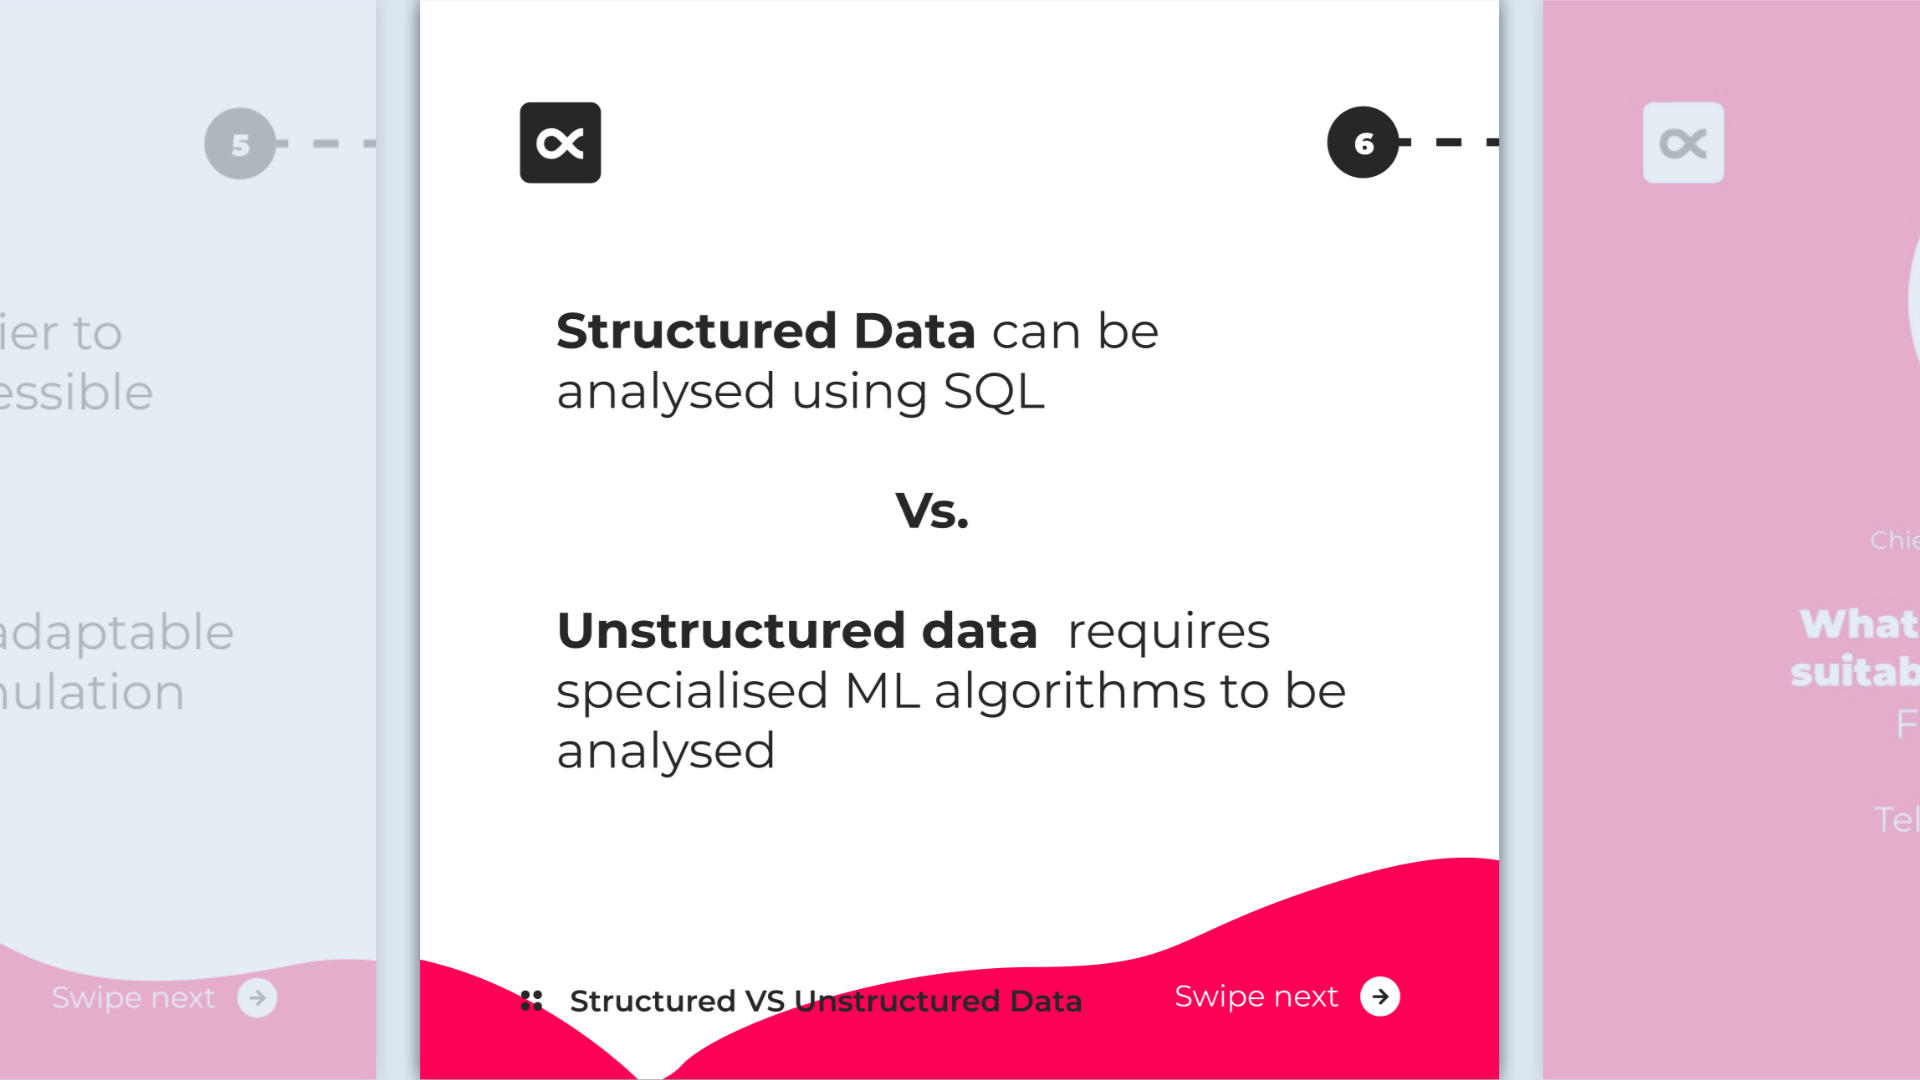 5
ier to
essible
adaptable
nulation
Swipe next
6
Structured Data can be
analysed using SQL
Vs.
Unstructured data requires
specialised ML algorithms to be
analysed
Structured VS Unstructured Data
Swipe next
Chie
What
suitab
F
Tel